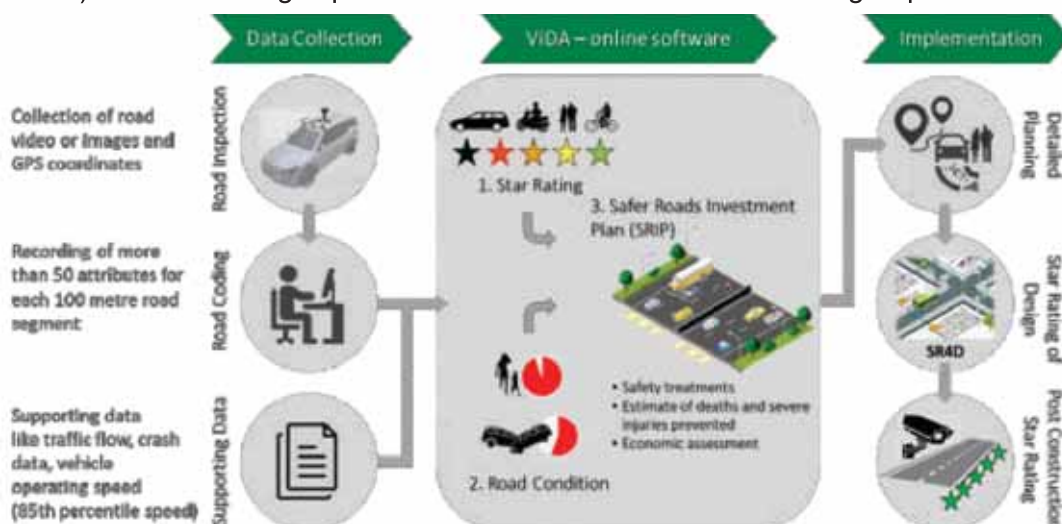 Data Collection
ViDA – online software
Implementation
Collection of road
video or images and
GPS coordinates
Road Inspection
Recording of more
than 50 attributes for
each 100 metre road
segment
Road Coding
Supporting data
like traffic flow, crash
data, vehicle
operating speed
(85th percentile speed)
Supporting Data
1. Star Rating
3. Safer Roads Investment
Plan (SRIP)
• Safety treatments
• Estimate of deaths and severe
injuries prevented
• Economic assessment
2. Road Condition
Detailed
Planning
Star Rating of
Design
SR4D
Post Construction
Star Rating